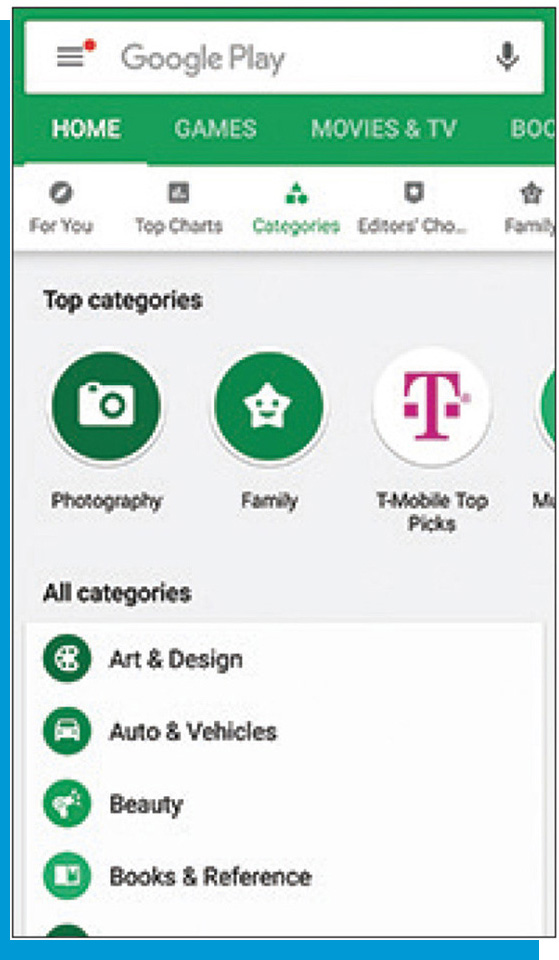 Google Play
HOME GAMES MOVIES & TV BOO
For You Top Charts Categories Editors' Cho... Family
Top categories
T
Photography Family T-Mobile Top Mu
Picks
All categories
Art & Design
Auto & Vehicles
Beauty
Books & Reference